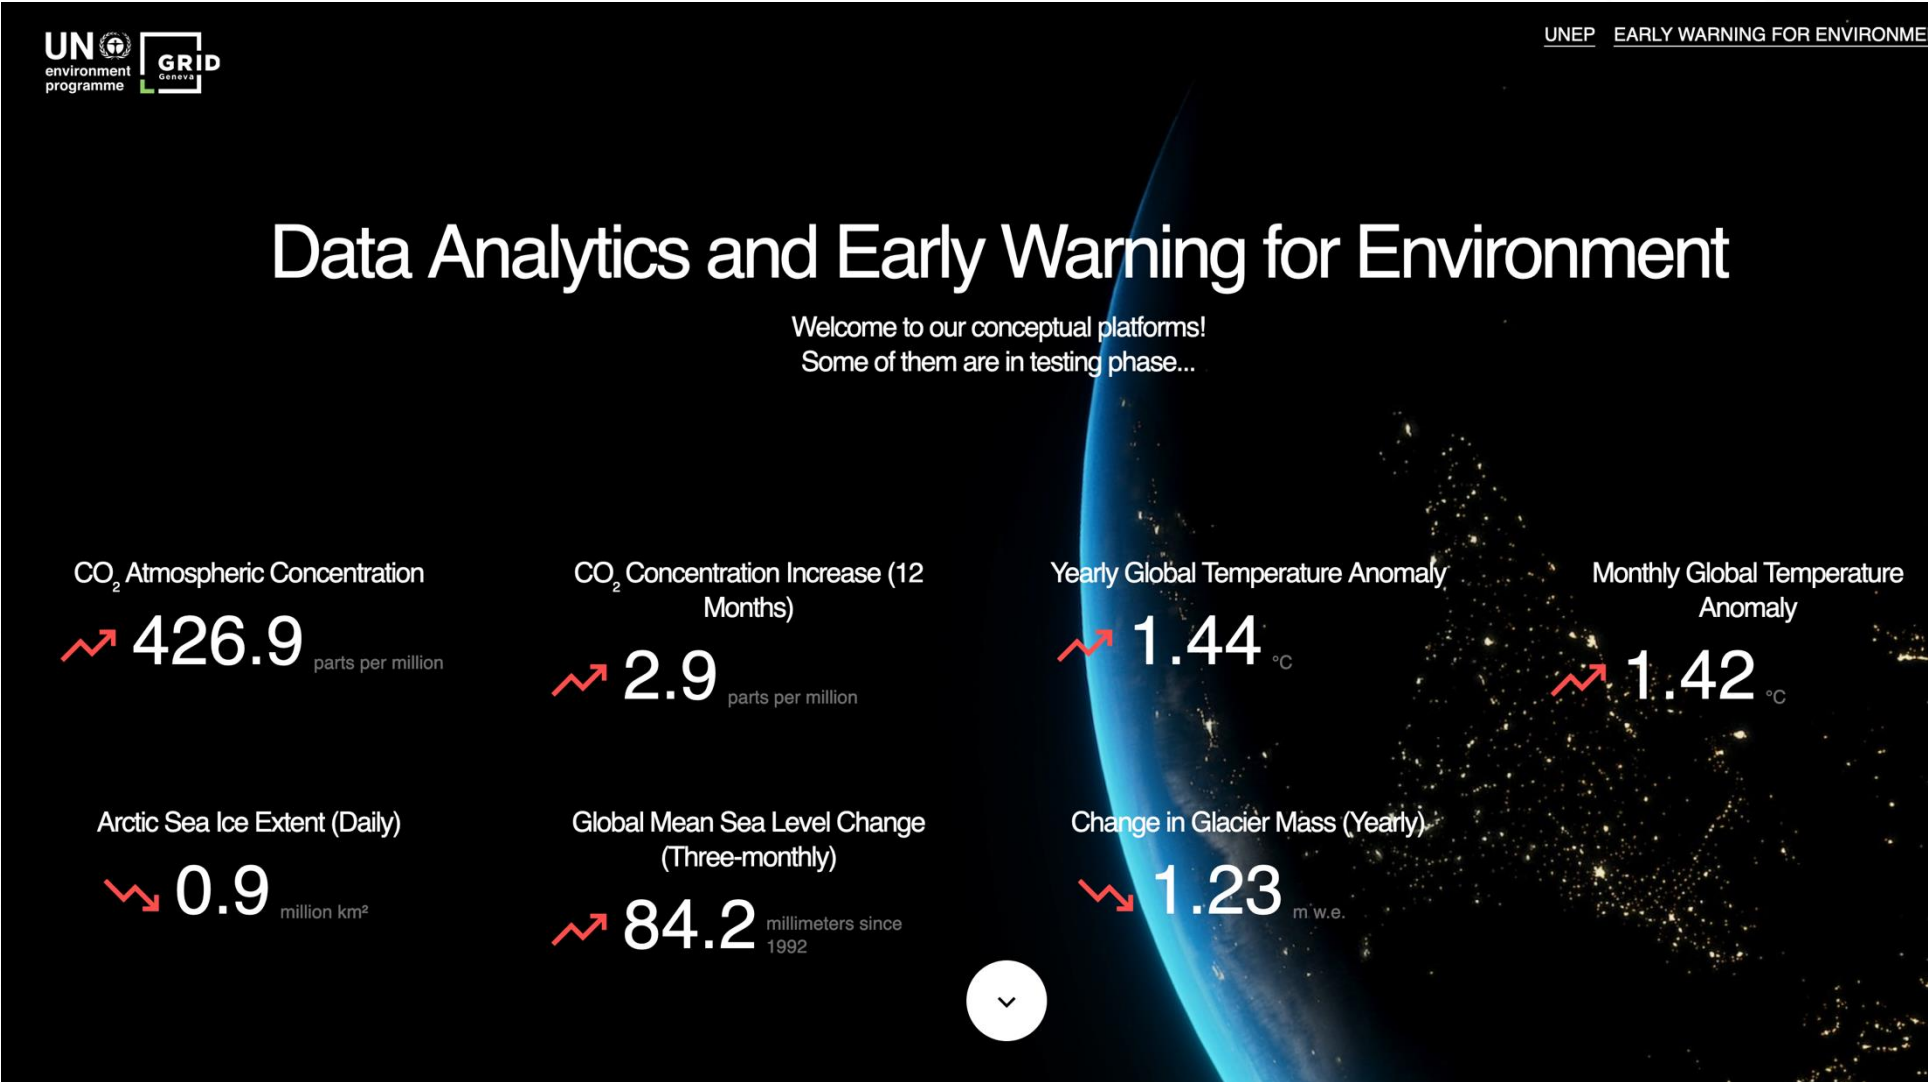 UN
environment
programme
GRID
Geneva
UNEP EARLY WARNING FOR ENVIRONME
Data Analytics and Early Warning for Environment
Welcome to our conceptual platforms!
Some of them are in testing phase...
CO₂ Atmospheric Concentration
426.9 parts per million
CO₂ Concentration Increase (12
Months)
2.9 parts per million
Yearly Global Temperature Anomaly
1.44 °C
Monthly Global Temperature
Anomaly
1.42 °C
Arctic Sea Ice Extent (Daily)
0.9 million km²
Global Mean Sea Level Change
(Three-monthly)
84.2 millimeters since
1992
Change in Glacier Mass (Yearly)
1.23 m w.e.